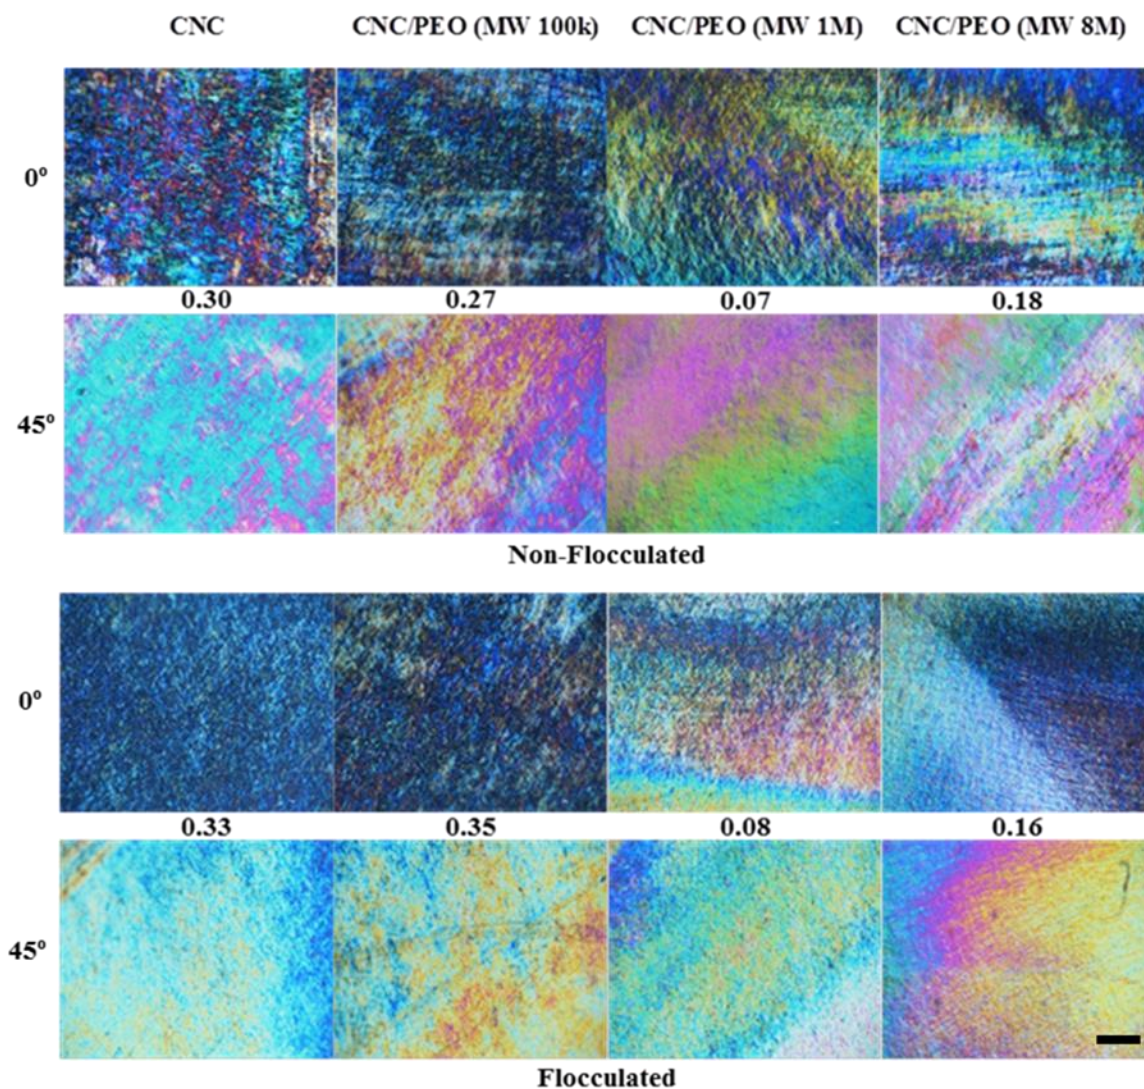 CNC CNC/PEO (MW 100k) CNC/PEO (MW 1M) CNC/PEO (MW 8M)
0º
0.30 0.27 0.07 0.18
45º
Non-Flocculated
0º
0.33 0.35 0.08 0.16
45º
Flocculated